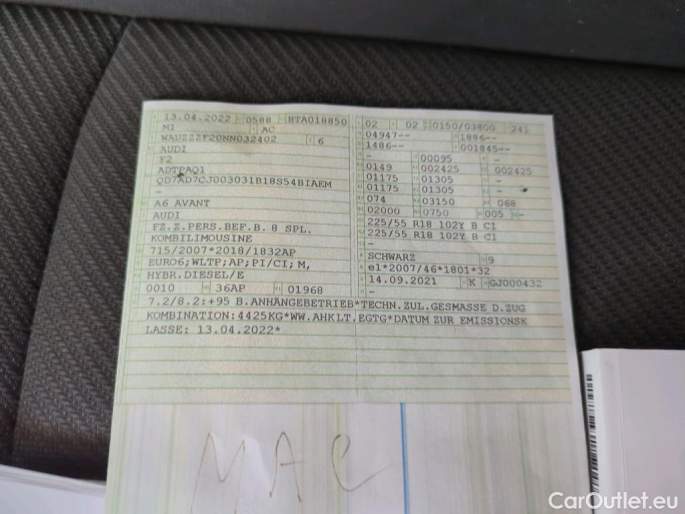 13.04.2022 0588 HTA018850
M1 AC
WAUZZZF20NN032402 6
AUDI
F2
ADTPAQ1
QD7AD7CJ003031B18S54BIAEM
-
A6 AVANT
AUDI
FZ.Z.PERS.BEF.B. 8 SPL.
KOMBILIMOUSINE
715/2007*2018/1832AP
EURO6;WLTP;AP;PI/CI; M,
HYBR.DIESEL/E
0010 36AP 01968
02 02 0150/03800 241
04947-- 1886--
1486-- 001845--
- 00095 -
0149 002425 002425
01175 01305 -
01175 01305 -
074 03150 068
02000 0750 005 -
225/55 R18 102Y B C1
225/55 R18 102Y B C1
-
SCHWARZ 9
e1*2007/46*1801*32
14.09.2021 K GJ000432
-
7.2/8.2:+95 B.ANHÄNGEBETRIEB*TECHN.ZUL.GESMASSE D.ZUG
KOMBINATION:4425KG*WW.AHKLT.EGTG*DATUM ZUR EMISSIONSK
LASSE: 13.04.2022*
MAC
CarOutlet.eu